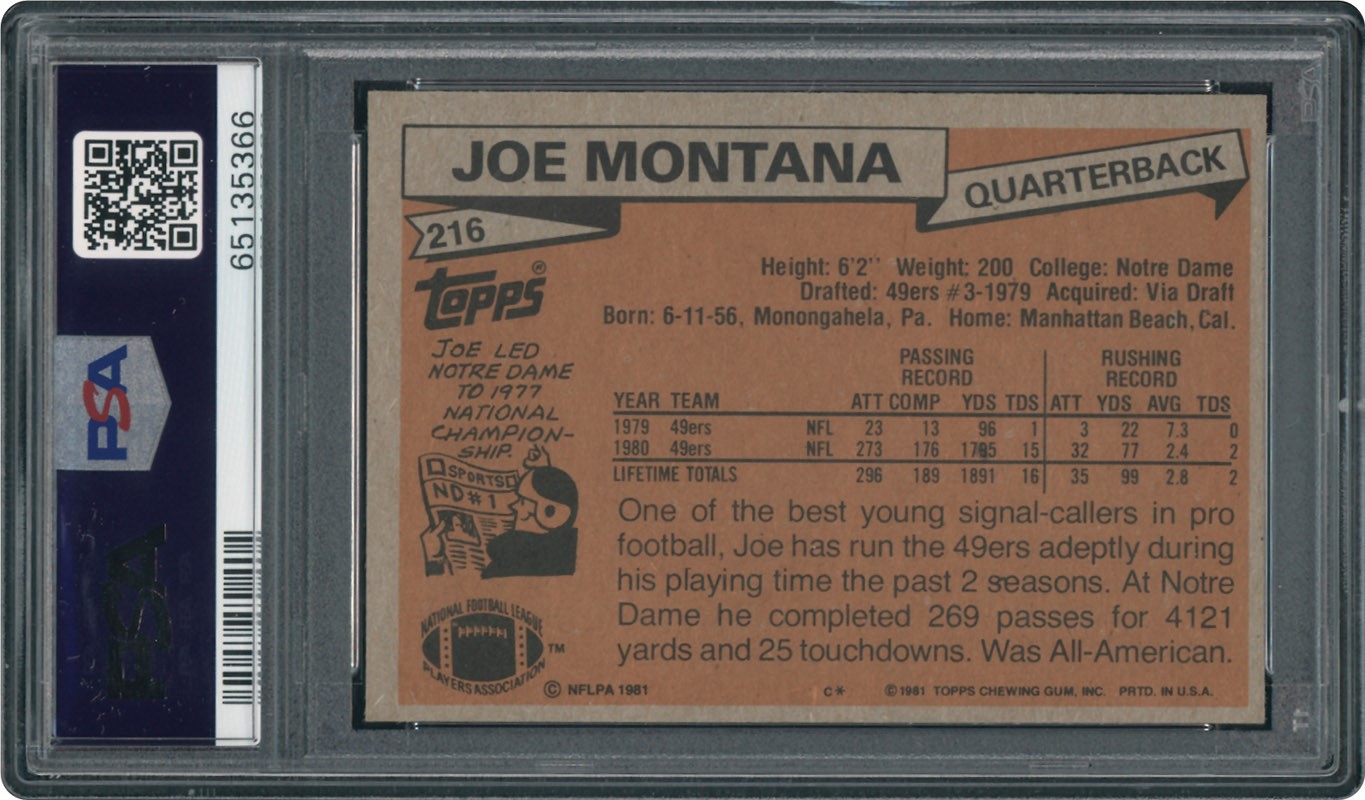 65135366
PSA
PSA
JOE MONTANA
QUARTERBACK
216
Topps®
Height: 6'2'' Weight: 200 College: Notre Dame
Drafted: 49ers #3-1979 Acquired: Via Draft
Born: 6-11-56, Monongahela, Pa. Home: Manhattan Beach, Cal.
JOE LED
NOTRE DAME
TO 1977
NATIONAL
CHAMPION-
SHIP.
SPORTS
ND #1
PASSING RUSHING
RECORD RECORD
YEAR TEAM ATT COMP YDS TDS ATT YDS AVG TDS
1979 49ers NFL 23 13 96 1 3 22 7.3 0
1980 49ers NFL 273 176 1795 15 32 77 2.4 2
LIFETIME TOTALS 296 189 1891 16 35 99 2.8 2
One of the best young signal-callers in pro
football, Joe has run the 49ers adeptly during
his playing time the past 2 seasons. At Notre
Dame he completed 269 passes for 4121
yards and 25 touchdowns. Was All-American.
NATIONAL FOOTBALL LEAGUE
PLAYERS ASSOCIATION
TM
© NFLPA 1981 C* ©1981 TOPPS CHEWING GUM, INC. PRTD. IN U.S.A.